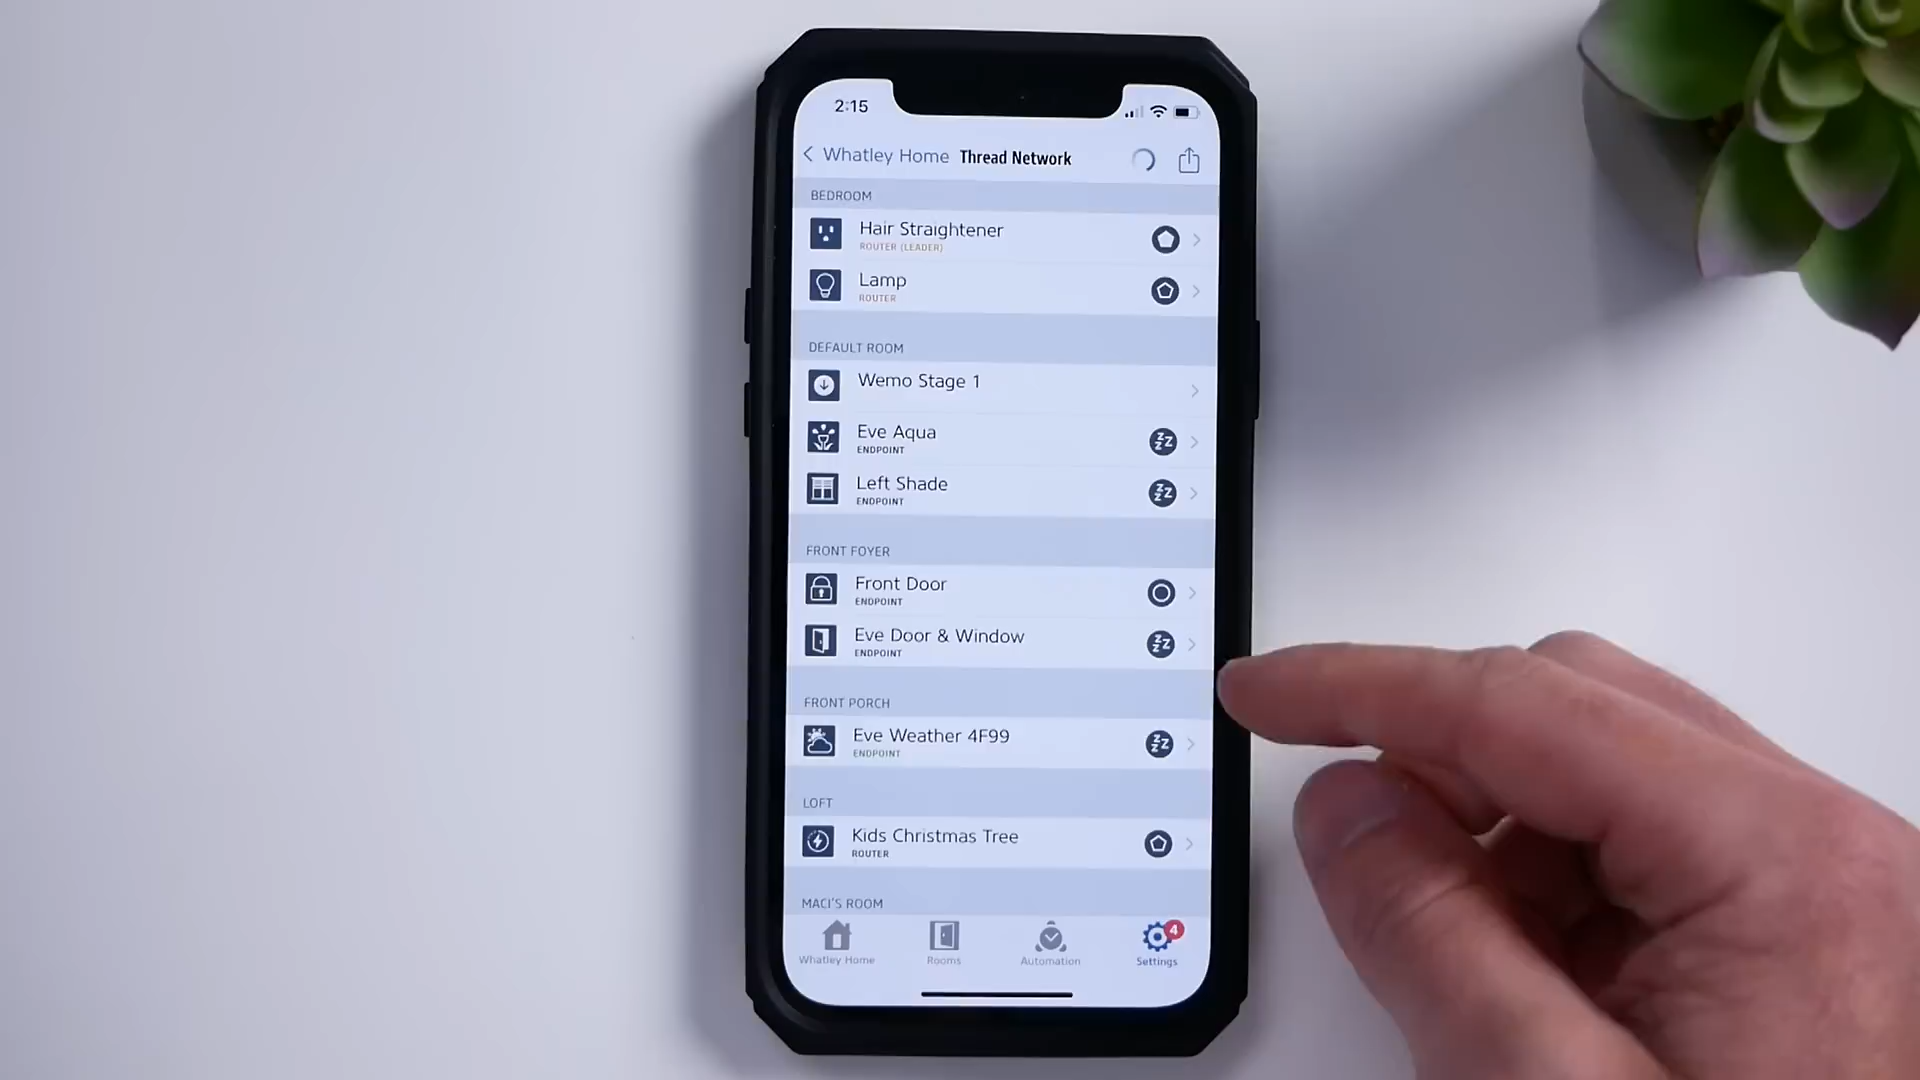 2:15
Whatley Home Thread Network
BEDROOM
Hair Straightener
ROUTER (LEADER)
Lamp
ROUTER
DEFAULT ROOM
Wemo Stage 1
Eve Aqua
ENDPOINT
Left Shade
ENDPOINT
FRONT FOYER
Front Door
ENDPOINT
Eve Door & Window
ENDPOINT
FRONT PORCH
Eve Weather 4F99
ENDPOINT
LOFT
Kids Christmas Tree
ROUTER
MACI'S ROOM
4
Whatley Home Rooms Automation Settings